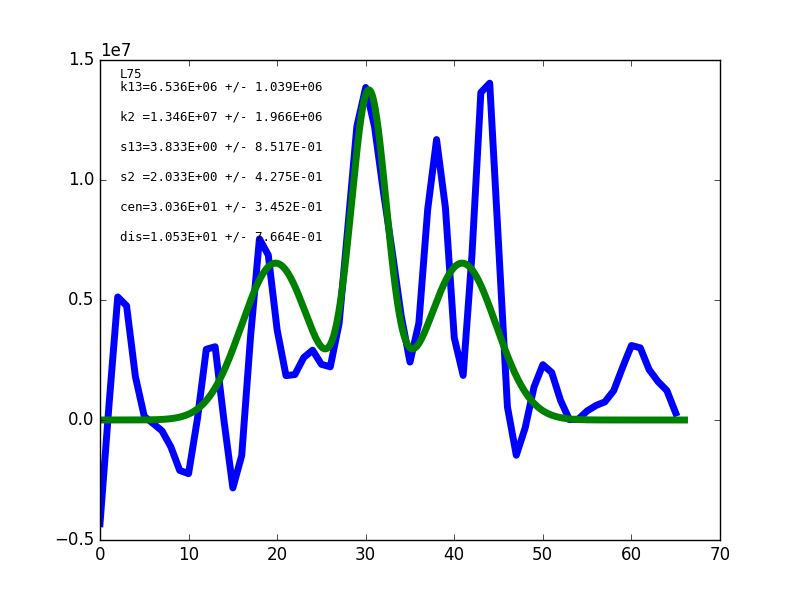 1e7
L75
k13=6.536E+06 +/- 1.039E+06
k2 =1.346E+07 +/- 1.966E+06
s13=3.833E+00 +/- 8.517E-01
s2 =2.033E+00 +/- 4.275E-01
cen=3.036E+01 +/- 3.452E-01
dis=1.053E+01 +/- 7.664E-01
1.5
1.0
0.5
0.0
−0.5
0 10 20 30 40 50 60 70